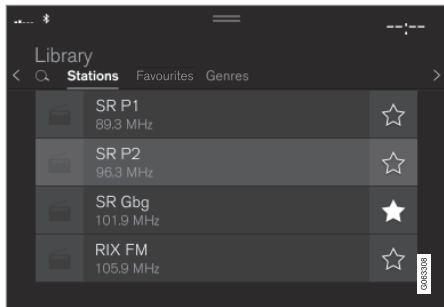 --:--
Library
Stations Favourites Genres
SR P1
89.3 MHz
SR P2
96.3 MHz
SR Gbg
101.9 MHz
RIX FM
105.9 MHz
G063308